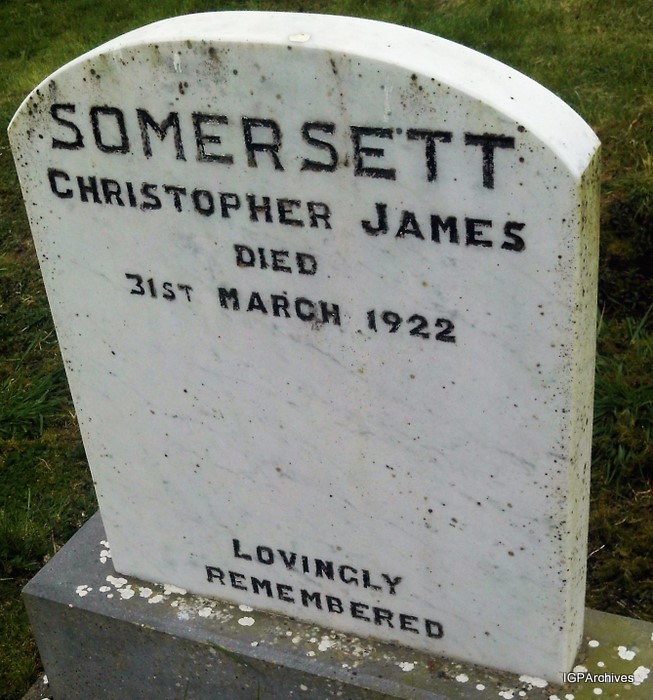 SOMERSETT
CHRISTOPHER JAMES
DIED
31ST MARCH 1922
LOVINGLY
REMEMBERED
IGPArchives